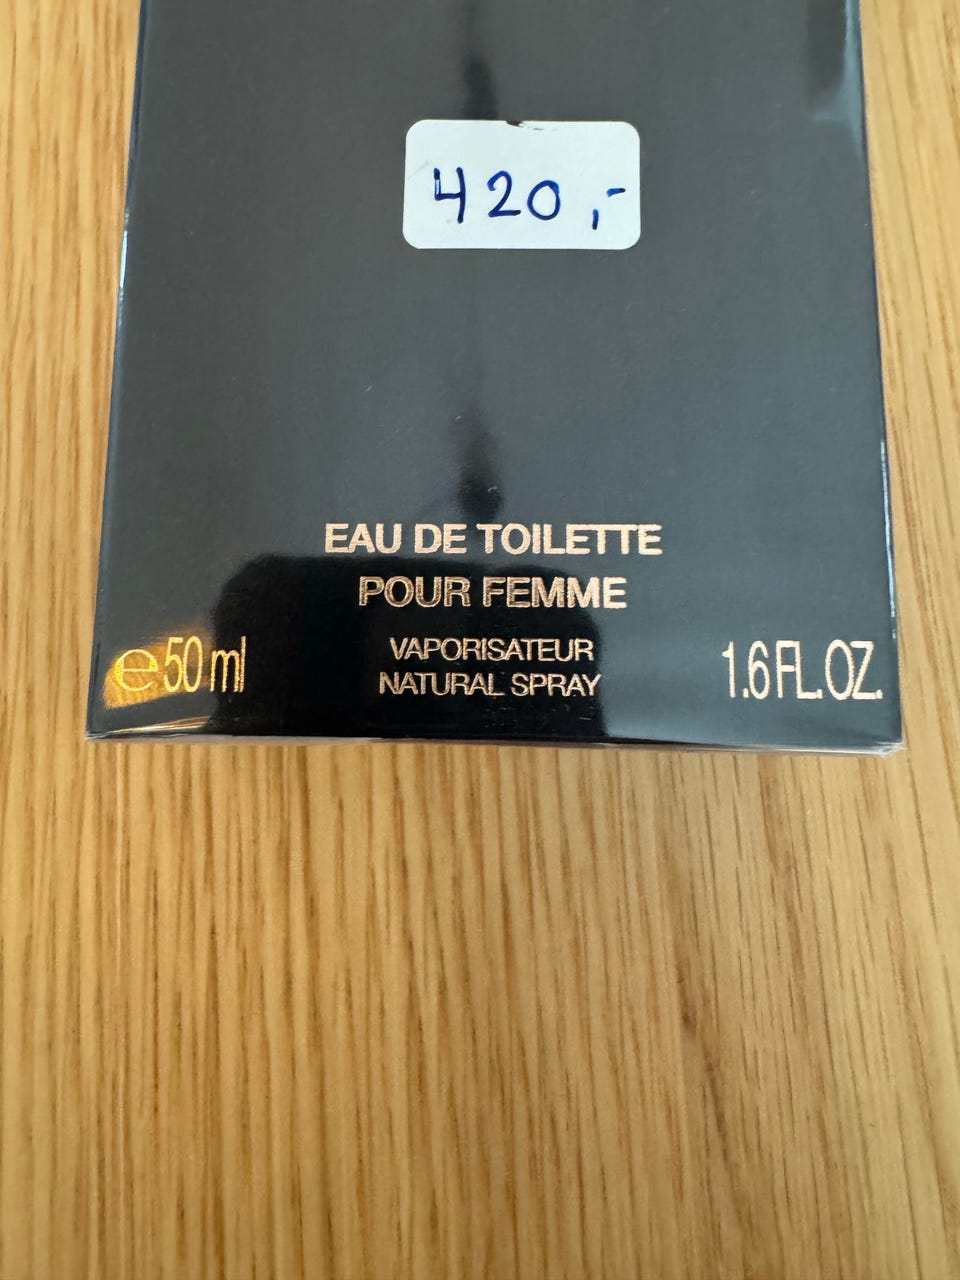 420,-
EAU DE TOILETTE
POUR FEMME
℮50 ml
VAPORISATEUR
NATURAL SPRAY
1.6 FL. OZ.